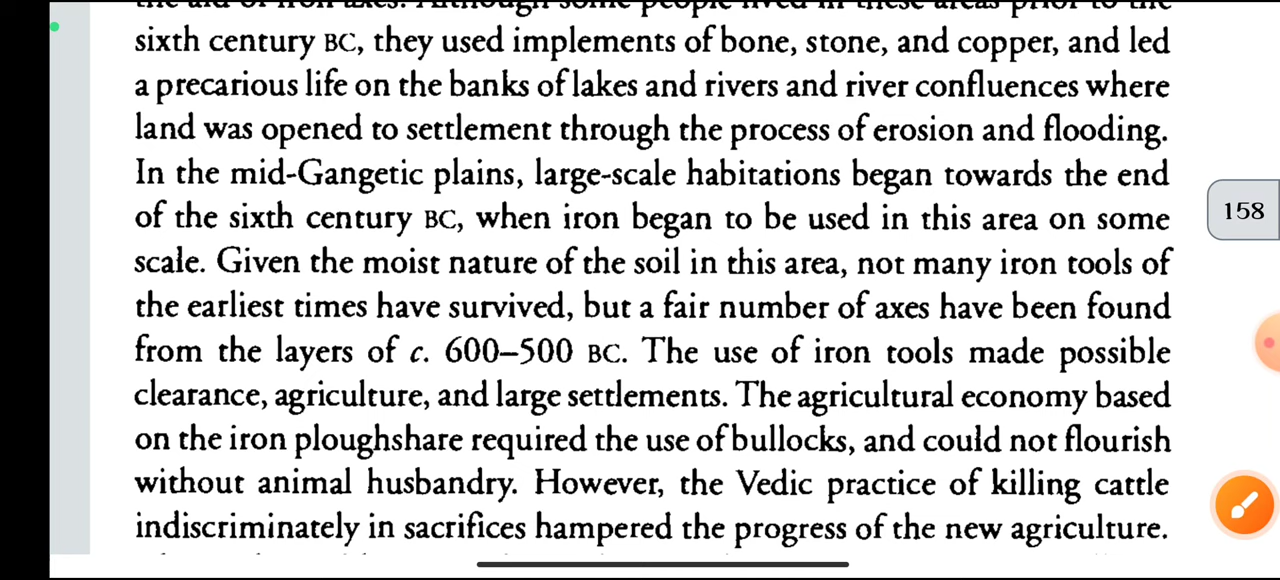 sixth century BC, they used implements of bone, stone, and copper, and led
a precarious life on the banks of lakes and rivers and river confluences where
land was opened to settlement through the process of erosion and flooding.
In the mid-Gangetic plains, large-scale habitations began towards the end
of the sixth century BC, when iron began to be used in this area on some
158
scale. Given the moist nature of the soil in this area, not many iron tools of
the earliest times have survived, but a fair number of axes have been found
from the layers of c. 600–500 BC. The use of iron tools made possible
clearance, agriculture, and large settlements. The agricultural economy based
on the iron ploughshare required the use of bullocks, and could not flourish
without animal husbandry. However, the Vedic practice of killing cattle
indiscriminately in sacrifices hampered the progress of the new agriculture.